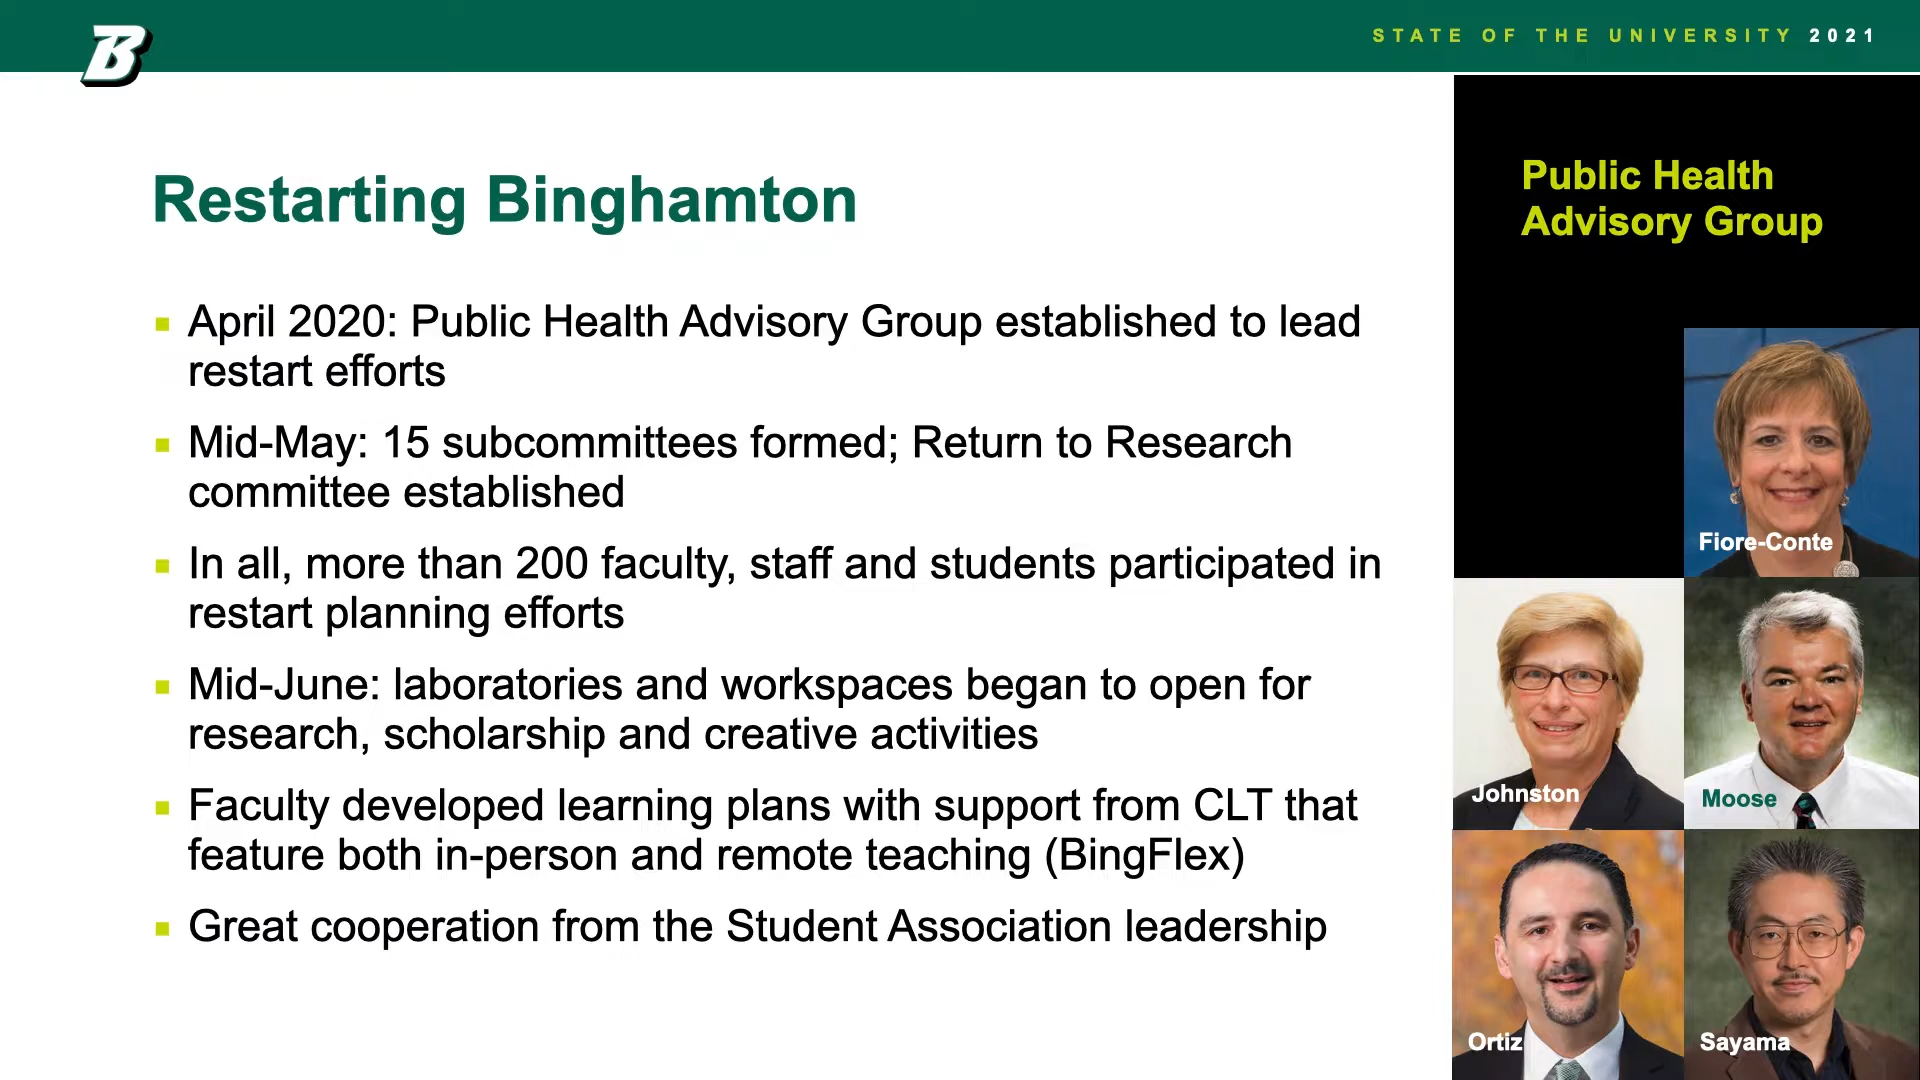 B
STATE OF THE UNIVERSITY 2021
Restarting Binghamton
April 2020: Public Health Advisory Group established to lead
restart efforts
Mid-May: 15 subcommittees formed; Return to Research
committee established
In all, more than 200 faculty, staff and students participated in
restart planning efforts
Mid-June: laboratories and workspaces began to open for
research, scholarship and creative activities
Faculty developed learning plans with support from CLT that
feature both in-person and remote teaching (BingFlex)
Great cooperation from the Student Association leadership
Public Health
Advisory Group
Fiore-Conte
Johnston
Moose
Ortiz
Sayama